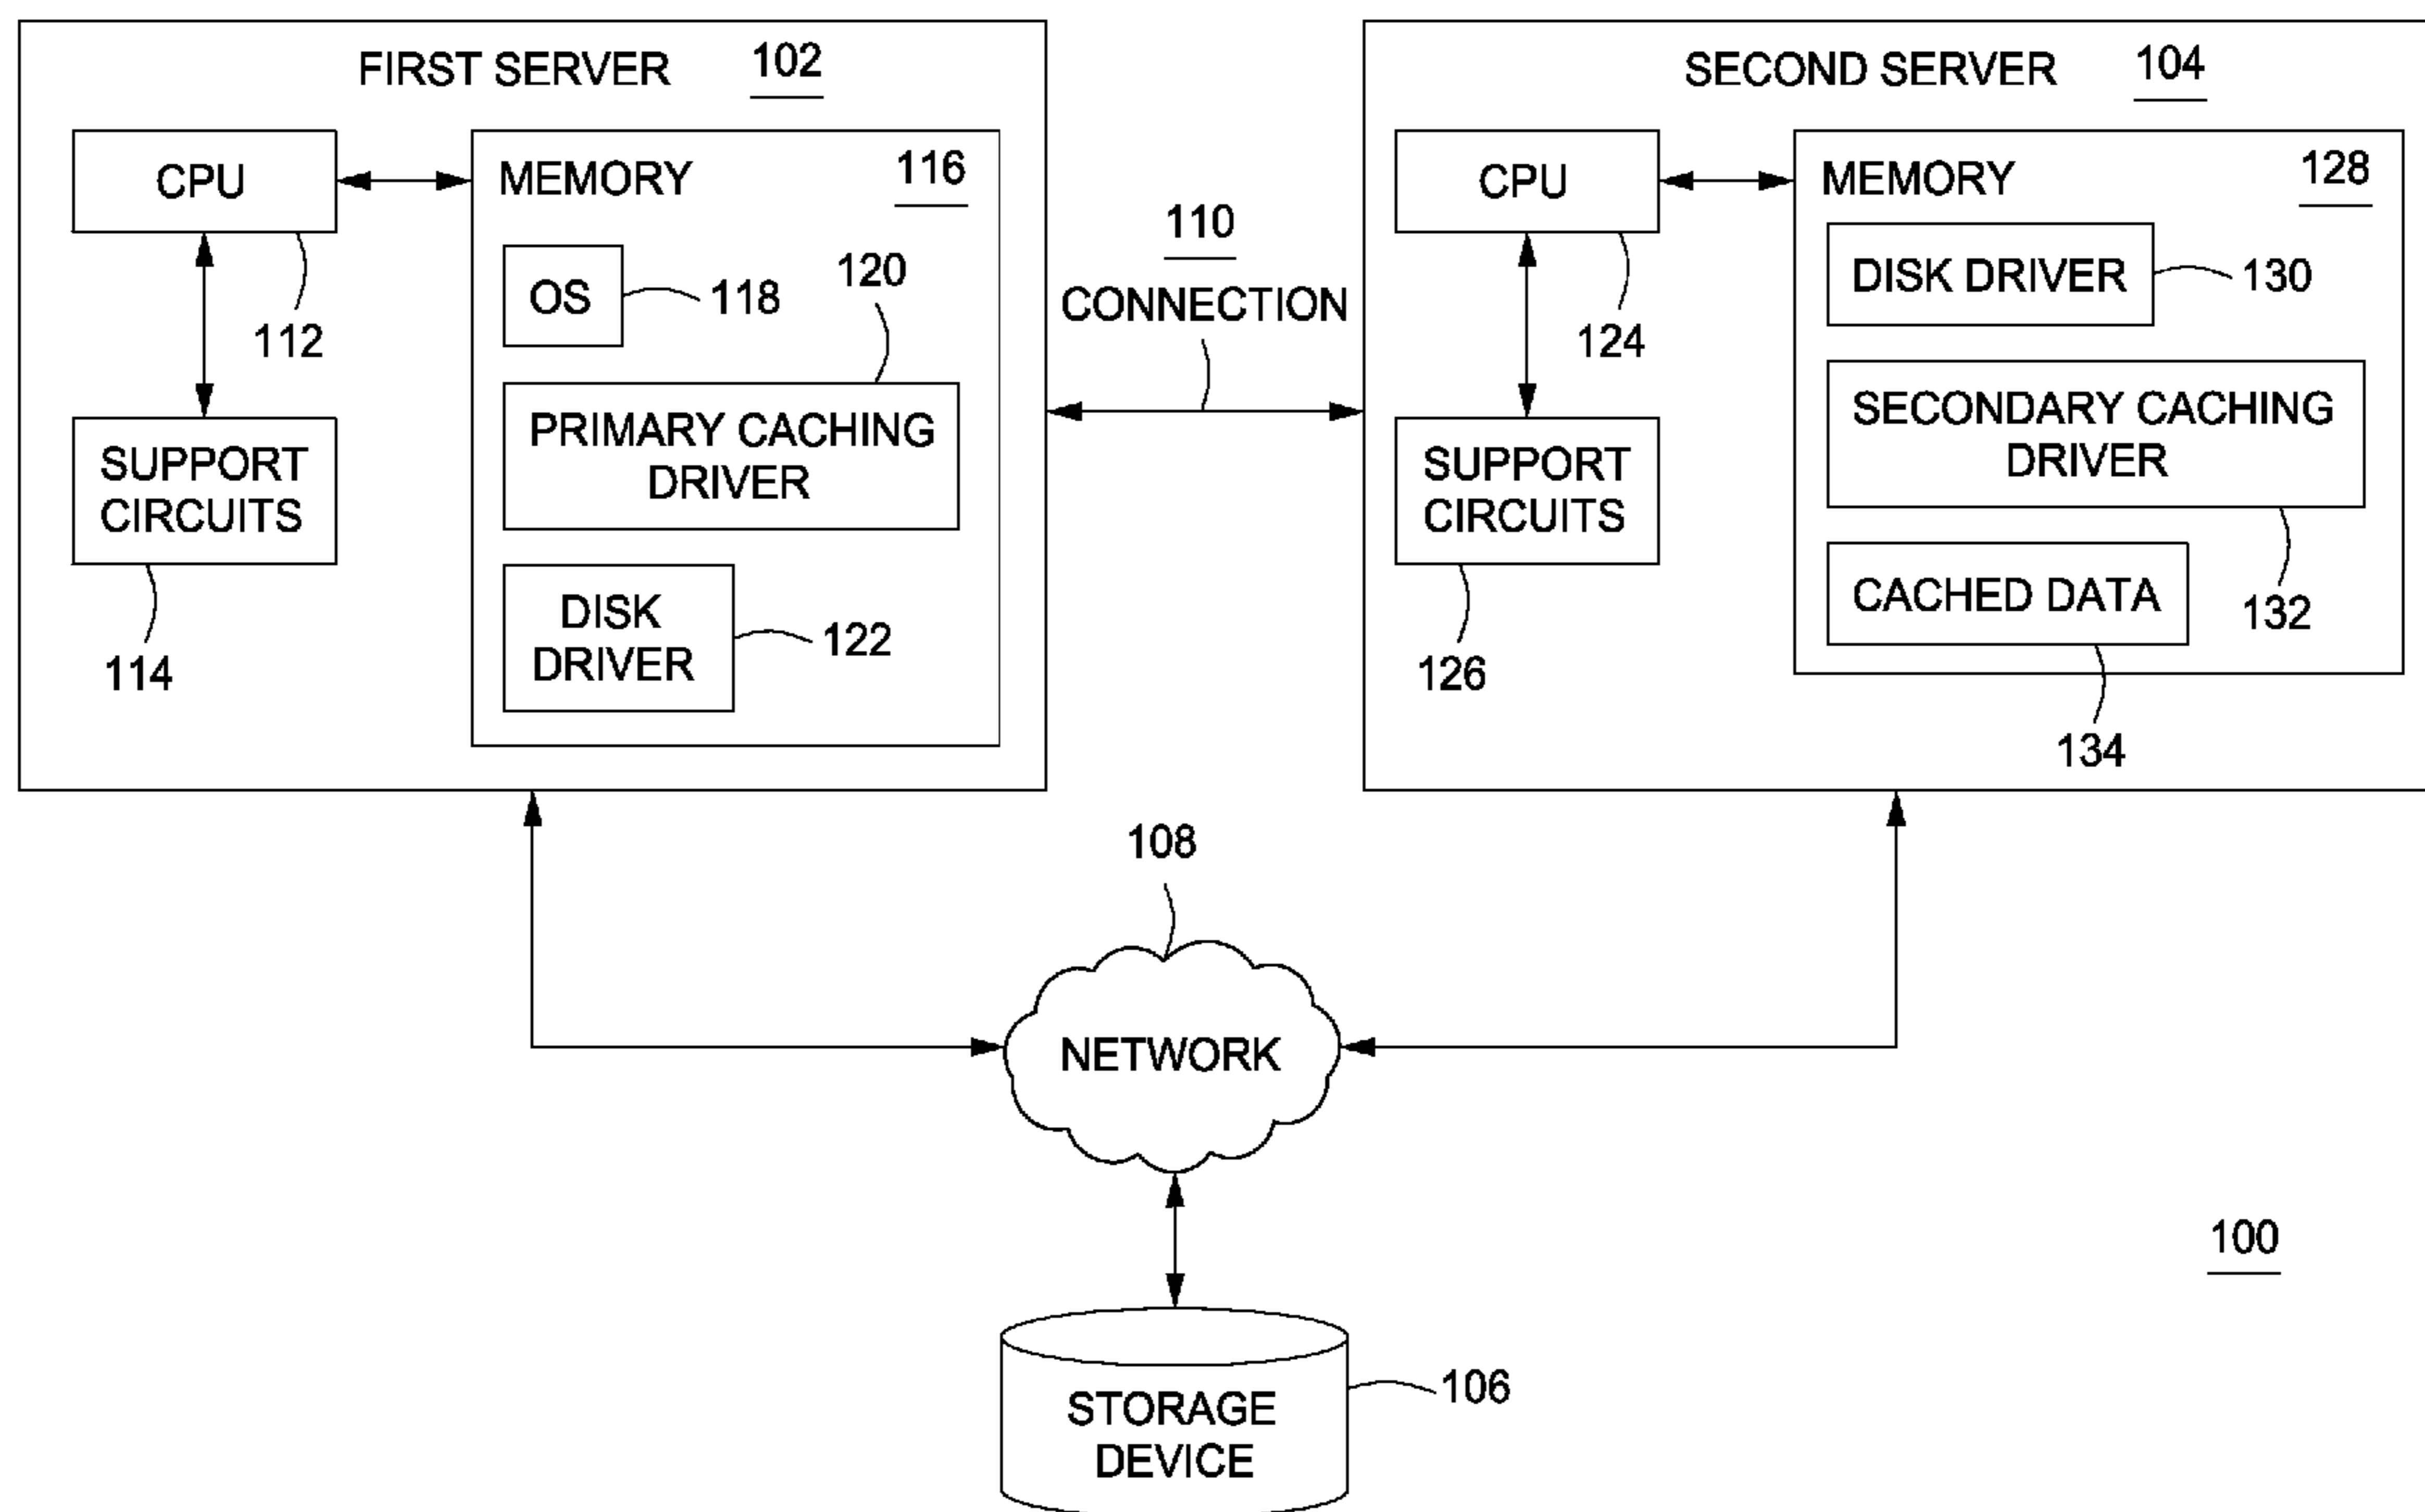 FIRST SERVER 102
CPU
112
SUPPORT
CIRCUITS
114
MEMORY 116
OS
118
120
PRIMARY CACHING
DRIVER
DISK
DRIVER
122
110
CONNECTION
SECOND SERVER 104
CPU
124
SUPPORT
CIRCUITS
126
MEMORY 128
DISK DRIVER
130
SECONDARY CACHING
DRIVER
132
CACHED DATA
134
108
NETWORK
100
STORAGE
DEVICE
106